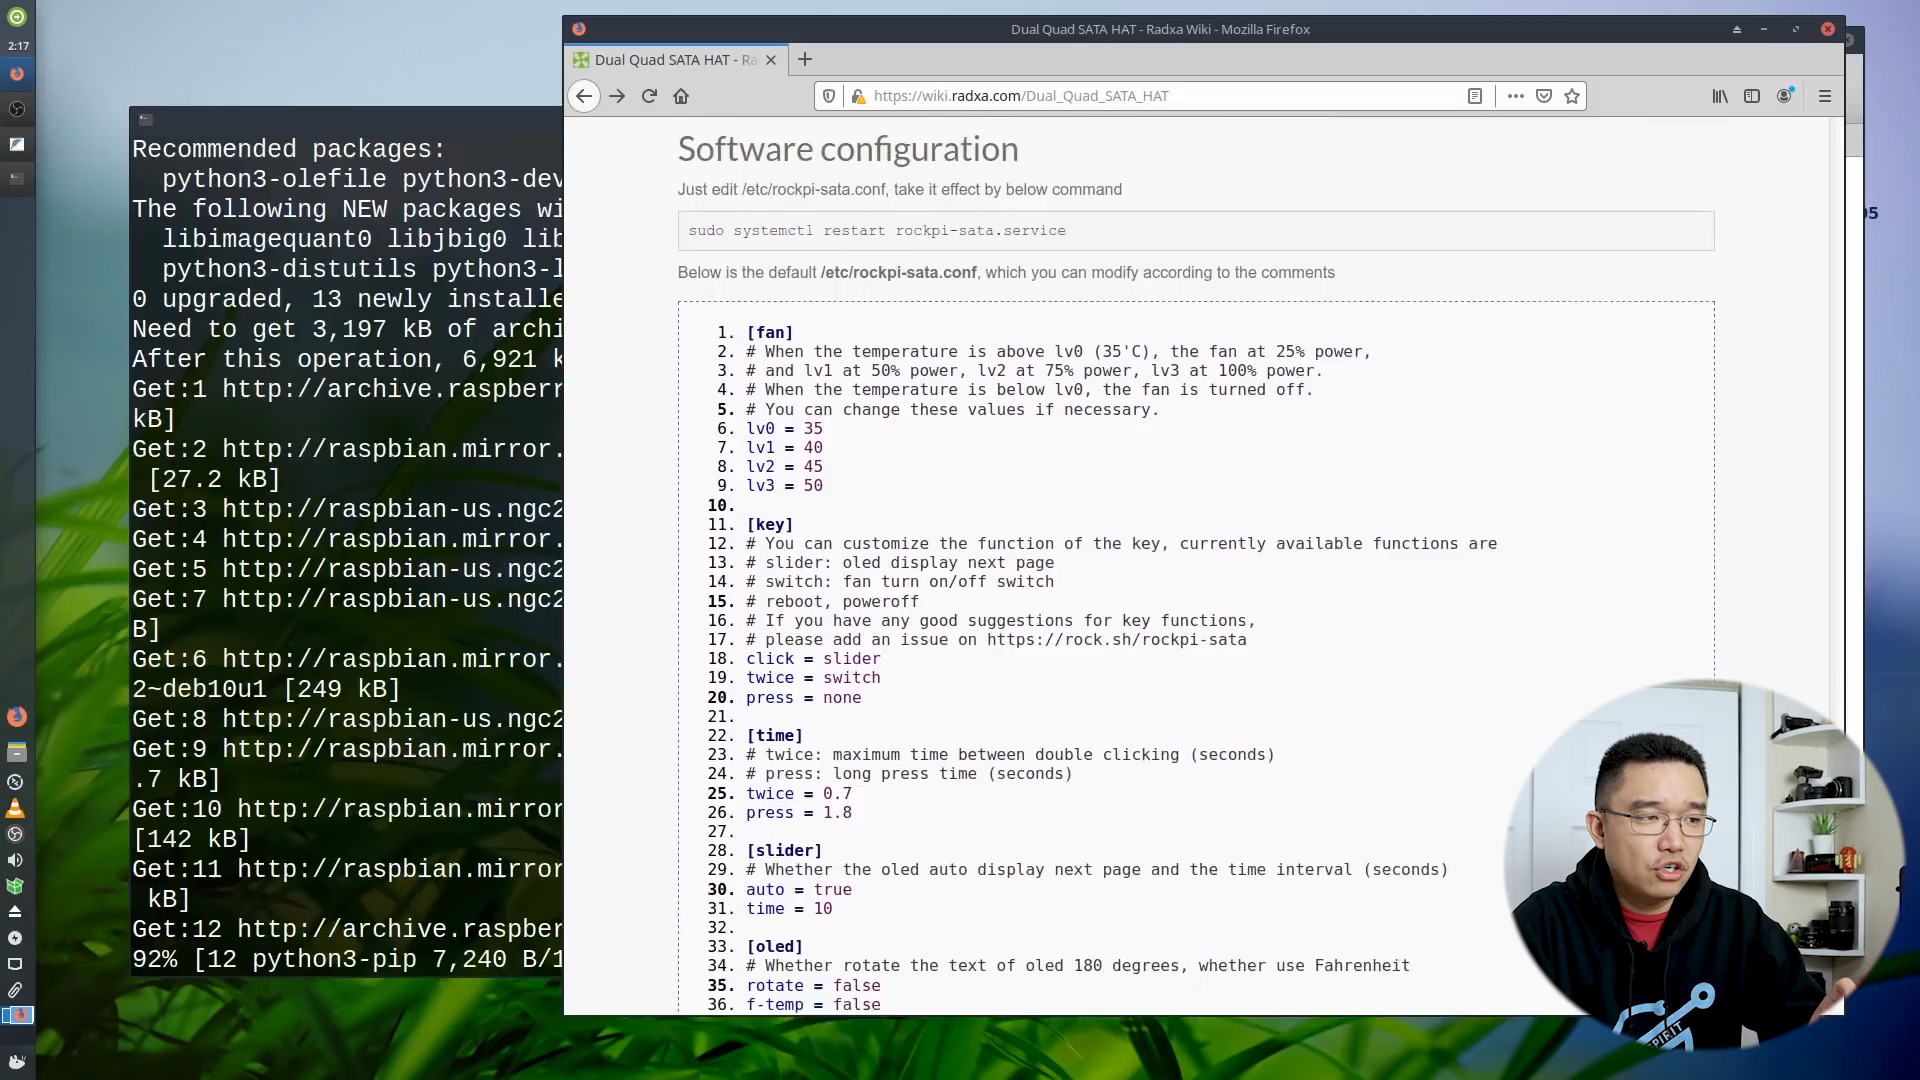 2:17
Recommended packages:
python3-olefile python3-dev
The following NEW packages wi
libimagequant0 libjbig0 lib
python3-distutils python3-l
0 upgraded, 13 newly installe
Need to get 3,197 kB of archi
After this operation, 6,921 k
Get:1 http://archive.raspberr
kB]
Get:2 http://raspbian.mirror.
[27.2 kB]
Get:3 http://raspbian-us.ngc2
Get:4 http://raspbian.mirror.
Get:5 http://raspbian-us.ngc2
Get:7 http://raspbian-us.ngc2
B]
Get:6 http://raspbian.mirror.
2~deb10u1 [249 kB]
Get:8 http://raspbian-us.ngc2
Get:9 http://raspbian.mirror.
.7 kB]
Get:10 http://raspbian.mirror
[142 kB]
Get:11 http://raspbian.mirror
kB]
Get:12 http://archive.raspber
92% [12 python3-pip 7,240 B/1
Dual Quad SATA HAT - Radxa Wiki - Mozilla Firefox
Dual Quad SATA HAT - Ra
https://wiki.radxa.com/Dual_Quad_SATA_HAT
Software configuration
Just edit /etc/rockpi-sata.conf, take it effect by below command
sudo systemctl restart rockpi-sata.service
Below is the default /etc/rockpi-sata.conf, which you can modify according to the comments
1. [fan]
2. # When the temperature is above lv0 (35'C), the fan at 25% power,
3. # and lv1 at 50% power, lv2 at 75% power, lv3 at 100% power.
4. # When the temperature is below lv0, the fan is turned off.
5. # You can change these values if necessary.
6. lv0 = 35
7. lv1 = 40
8. lv2 = 45
9. lv3 = 50
10.
11. [key]
12. # You can customize the function of the key, currently available functions are
13. # slider: oled display next page
14. # switch: fan turn on/off switch
15. # reboot, poweroff
16. # If you have any good suggestions for key functions,
17. # please add an issue on https://rock.sh/rockpi-sata
18. click = slider
19. twice = switch
20. press = none
21.
22. [time]
23. # twice: maximum time between double clicking (seconds)
24. # press: long press time (seconds)
25. twice = 0.7
26. press = 1.8
27.
28. [slider]
29. # Whether the oled auto display next page and the time interval (seconds)
30. auto = true
31. time = 10
32.
33. [oled]
34. # Whether rotate the text of oled 180 degrees, whether use Fahrenheit
35. rotate = false
36. f-temp = false